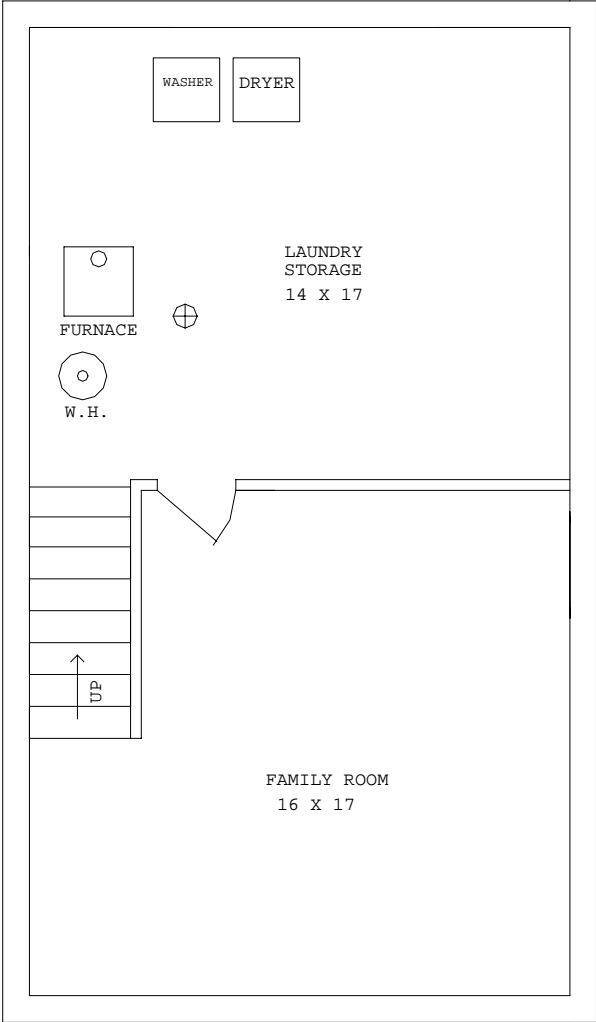 WASHER
DRYER
LAUNDRY
STORAGE
14 X 17
FURNACE
W.H.
UP
FAMILY ROOM
16 X 17